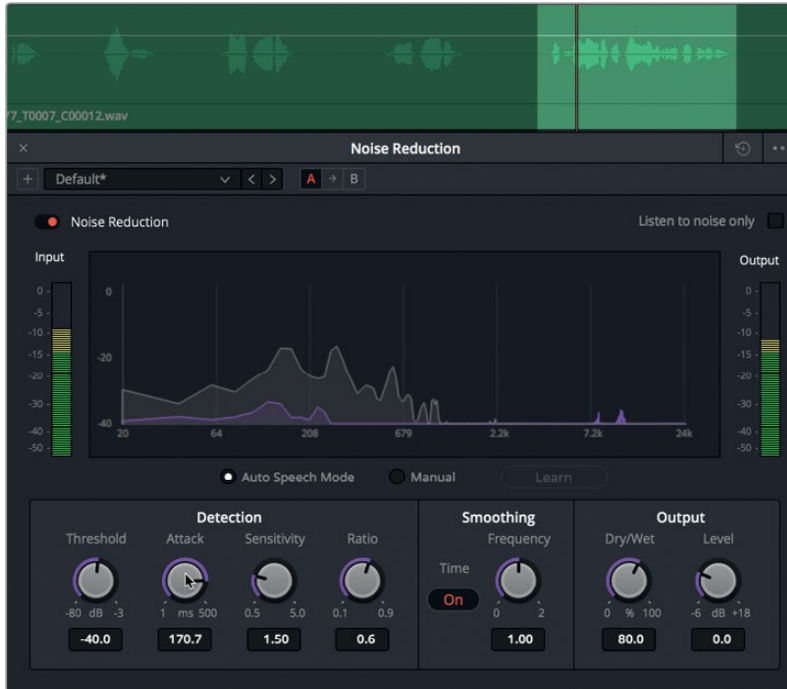 77_T0007_C00012.wav
Noise Reduction
Default*
A
B
Noise Reduction
Listen to noise only
Input
Output
0
-5
-10
-15
-20
-30
-40
-50
0
-20
-40
20 64 208 679 2.2k 7.2k 24k
0
-5
-10
-15
-20
-30
-40
-50
Auto Speech Mode
Manual
Learn
Detection
Threshold Attack Sensitivity Ratio
-80 dB -3
1 ms 500
0.5 5.0
0.1 0.9
-40.0 170.7 1.50 0.6
Smoothing
Frequency
Time
On
0 2
1.00
Output
Dry/Wet Level
0 % 100
-6 dB +18
80.0 0.0